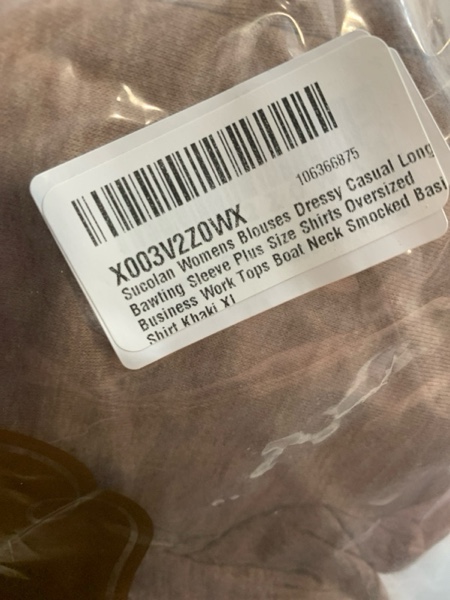 106366875
X003V2Z0WX
Sucolan Womens Blouses Dressy Casual Long
Bawting Sleeve Plus Size Shirts Oversized
Business Work Tops Boat Neck Smocked Basi
Shirt Khaki XL